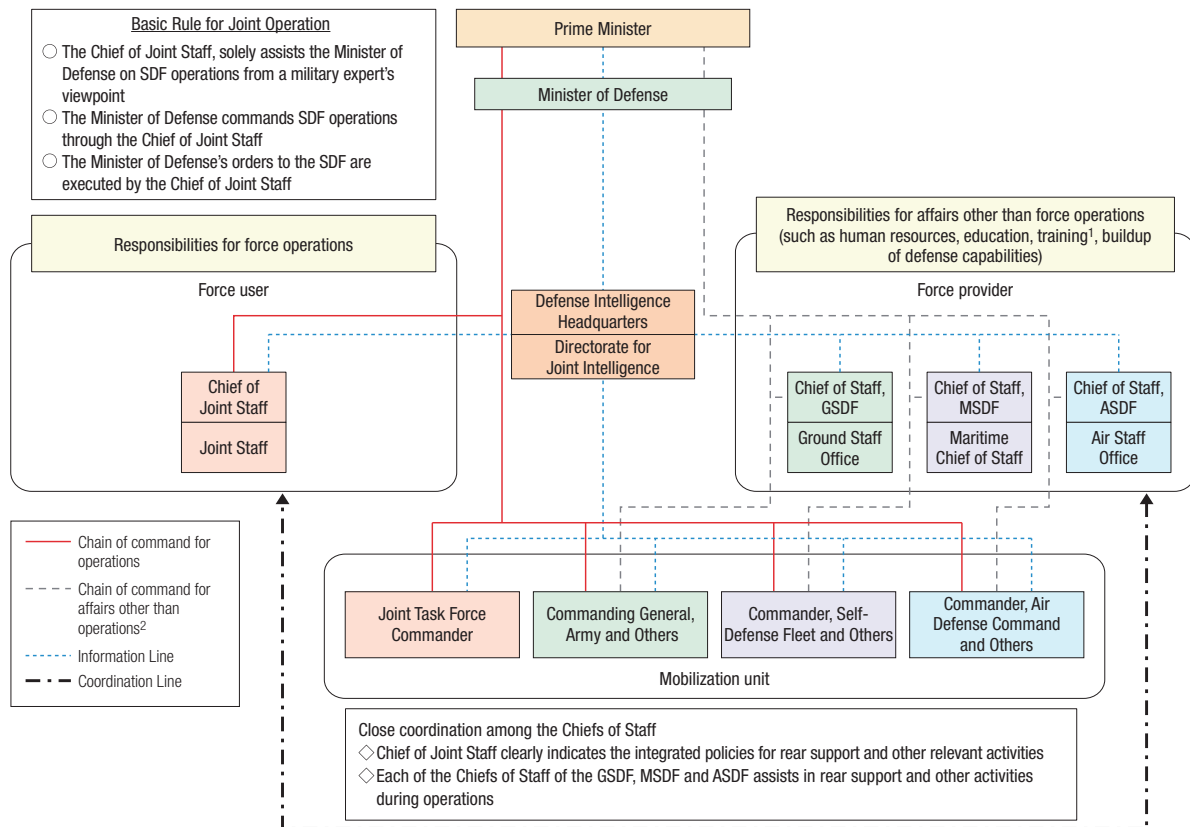 Basic Rule for Joint Operation
○ The Chief of Joint Staff, solely assists the Minister of
Defense on SDF operations from a military expert's
viewpoint
○ The Minister of Defense commands SDF operations
through the Chief of Joint Staff
○ The Minister of Defense's orders to the SDF are
executed by the Chief of Joint Staff
Prime Minister
Minister of Defense
Responsibilities for force operations
Force user
Responsibilities for affairs other than force operations
(such as human resources, education, training¹, buildup
of defense capabilities)
Force provider
Defense Intelligence
Headquarters
Directorate for
Joint Intelligence
Chief of
Joint Staff
Joint Staff
Chief of Staff,
GSDF
Ground Staff
Office
Chief of Staff,
MSDF
Maritime
Chief of Staff
Chief of Staff,
ASDF
Air Staff
Office
Chain of command for
operations
Chain of command for
affairs other than
operations²
Information Line
Coordination Line
Joint Task Force
Commander
Commanding General,
Army and Others
Commander, Self-
Defense Fleet and Others
Commander, Air
Defense Command
and Others
Mobilization unit
Close coordination among the Chiefs of Staff
◇ Chief of Joint Staff clearly indicates the integrated policies for rear support and other relevant activities
◇ Each of the Chiefs of Staff of the GSDF, MSDF and ASDF assists in rear support and other activities
during operations